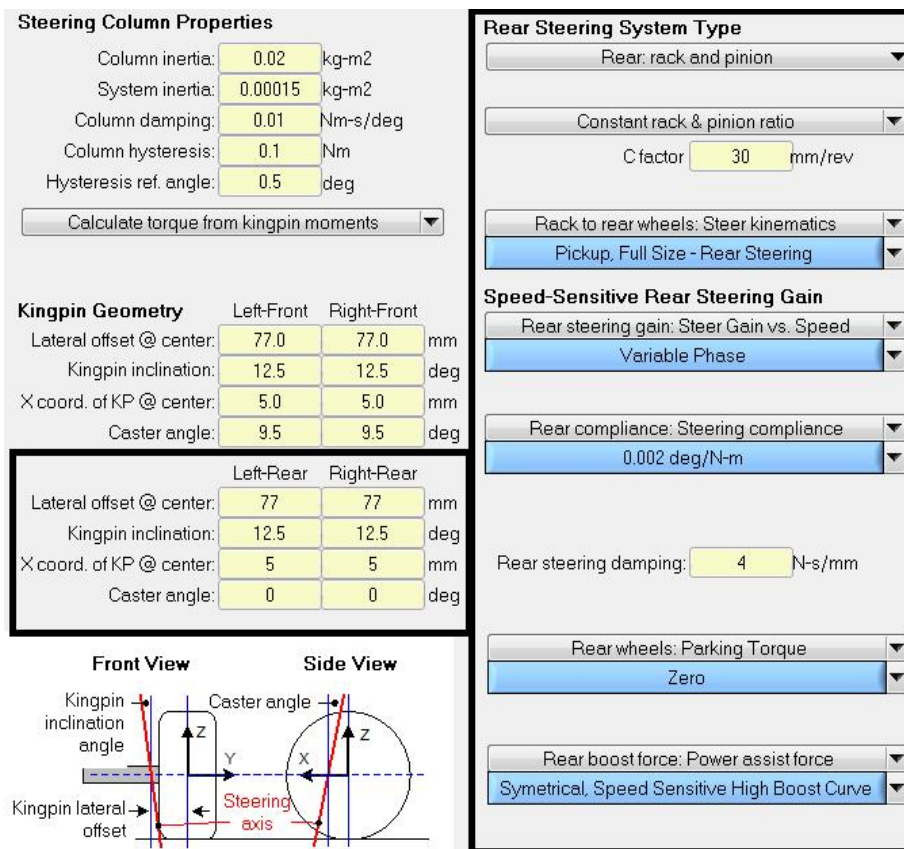 Steering Column Properties
Column inertia: 0.02 kg-m2
System inertia: 0.00015 kg-m2
Column damping: 0.01 Nm-s/deg
Column hysteresis: 0.1 Nm
Hysteresis ref. angle: 0.5 deg
Calculate torque from kingpin moments
Kingpin Geometry Left-Front Right-Front
Lateral offset @ center: 77.0 77.0 mm
Kingpin inclination: 12.5 12.5 deg
X coord. of KP @ center: 5.0 5.0 mm
Caster angle: 9.5 9.5 deg
Left-Rear Right-Rear
Lateral offset @ center: 77 77 mm
Kingpin inclination: 12.5 12.5 deg
X coord. of KP @ center: 5 5 mm
Caster angle: 0 0 deg
Front View Side View
Kingpin
inclination
angle
Caster angle
Z
Y
X
Z
Kingpin lateral
offset
Steering
axis
Rear Steering System Type
Rear: rack and pinion
Constant rack & pinion ratio
C factor 30 mm/rev
Rack to rear wheels: Steer kinematics
Pickup, Full Size - Rear Steering
Speed-Sensitive Rear Steering Gain
Rear steering gain: Steer Gain vs. Speed
Variable Phase
Rear compliance: Steering compliance
0.002 deg/N-m
Rear steering damping: 4 N-s/mm
Rear wheels: Parking Torque
Zero
Rear boost force: Power assist force
Symetrical, Speed Sensitive High Boost Curve